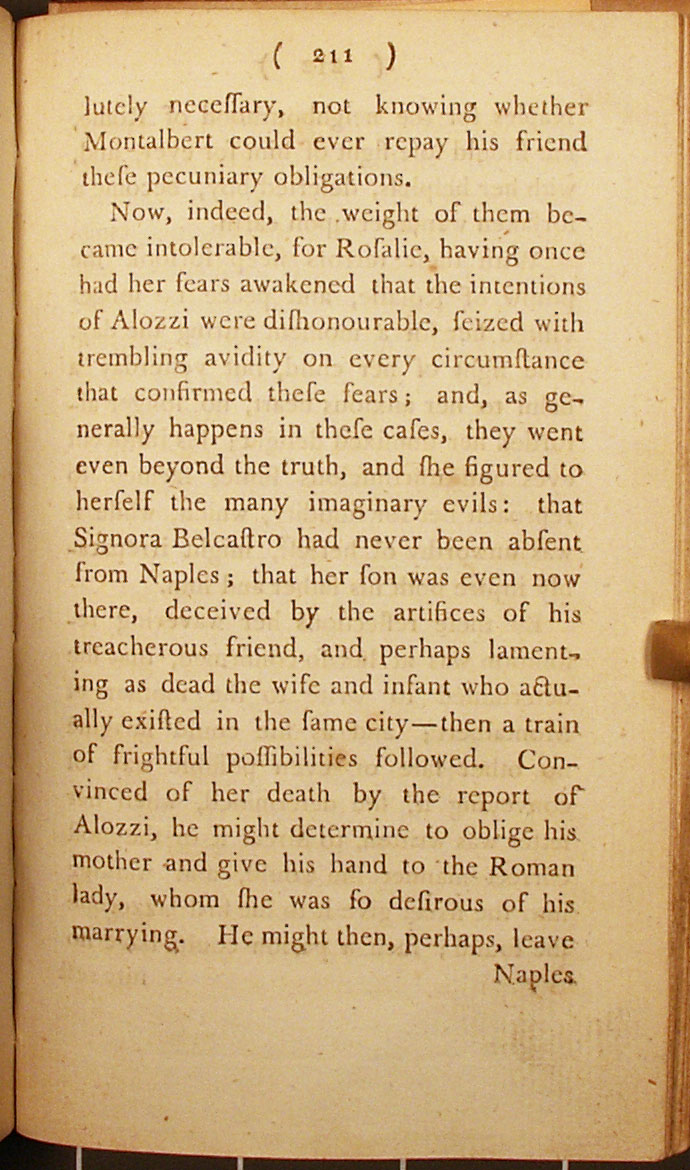 ( 211 )
lutely neceſſary, not knowing whether
Montalbert could ever repay his friend
theſe pecuniary obligations.
Now, indeed, the weight of them be-
came intolerable, for Roſalie, having once
had her fears awakened that the intentions
of Alozzi were diſhonourable, ſeized with
trembling avidity on every circumſtance
that confirmed theſe fears; and, as ge-
nerally happens in theſe caſes, they went
even beyond the truth, and ſhe figured to
herſelf the many imaginary evils: that
Signora Belcaſtro had never been abſent
from Naples; that her ſon was even now
there, deceived by the artifices of his
treacherous friend, and perhaps lament-
ing as dead the wife and infant who actu-
ally exiſted in the ſame city—then a train
of frightful poſſibilities followed. Con-
vinced of her death by the report of
Alozzi, he might determine to oblige his
mother and give his hand to the Roman
lady, whom ſhe was ſo deſirous of his
marrying. He might then, perhaps, leave
Naples